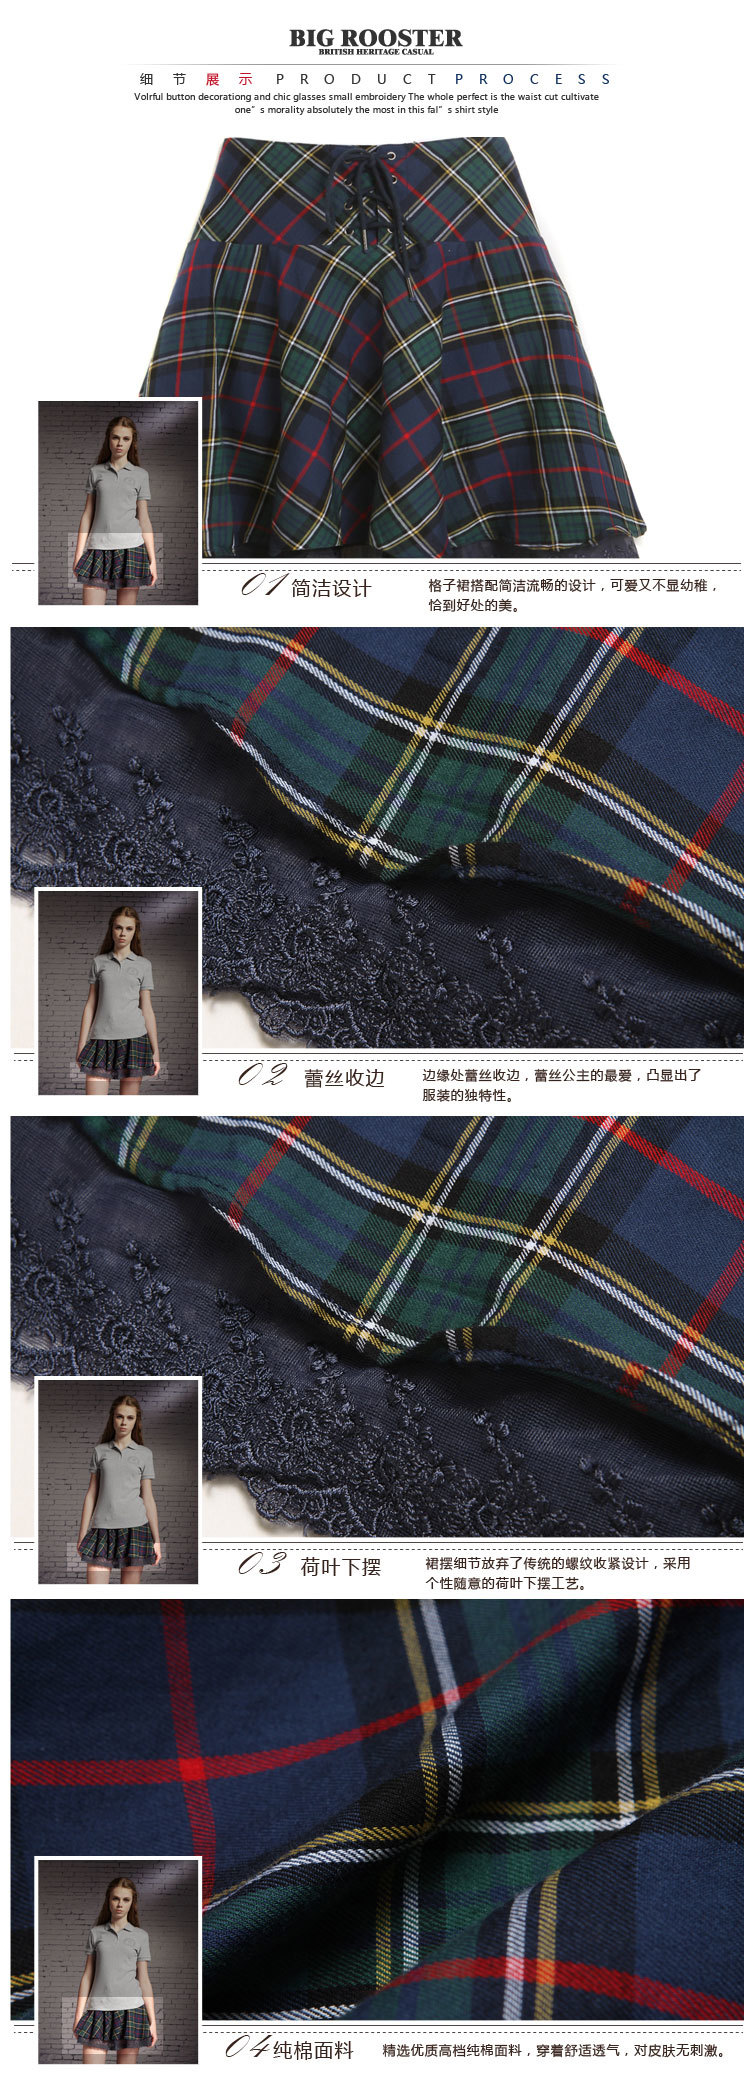 BIG ROOSTER
BRITISH HERITAGE CASUAL
细 节 展 示 PRODUCT PROCESS
Volrful button decorationg and chic glasses small emboriedery The whole perfect is the waist cut cultivate
one”s morality absolutely the most in this fal”s shirt style
01 简洁设计
格子裙搭配简洁流畅的设计，可爱又不显幼稚，
恰到好处的美。
02 蕾丝收边
边缘处蕾丝收边，蕾丝公主的最爱，凸显出了
服装的独特性。
03 荷叶下摆
裙摆细节放弃了传统的螺纹收紧设计，采用
个性随意的荷叶下摆工艺。
04 纯棉面料
精选优质高档纯棉面料，穿着舒适透气，对皮肤无刺激。